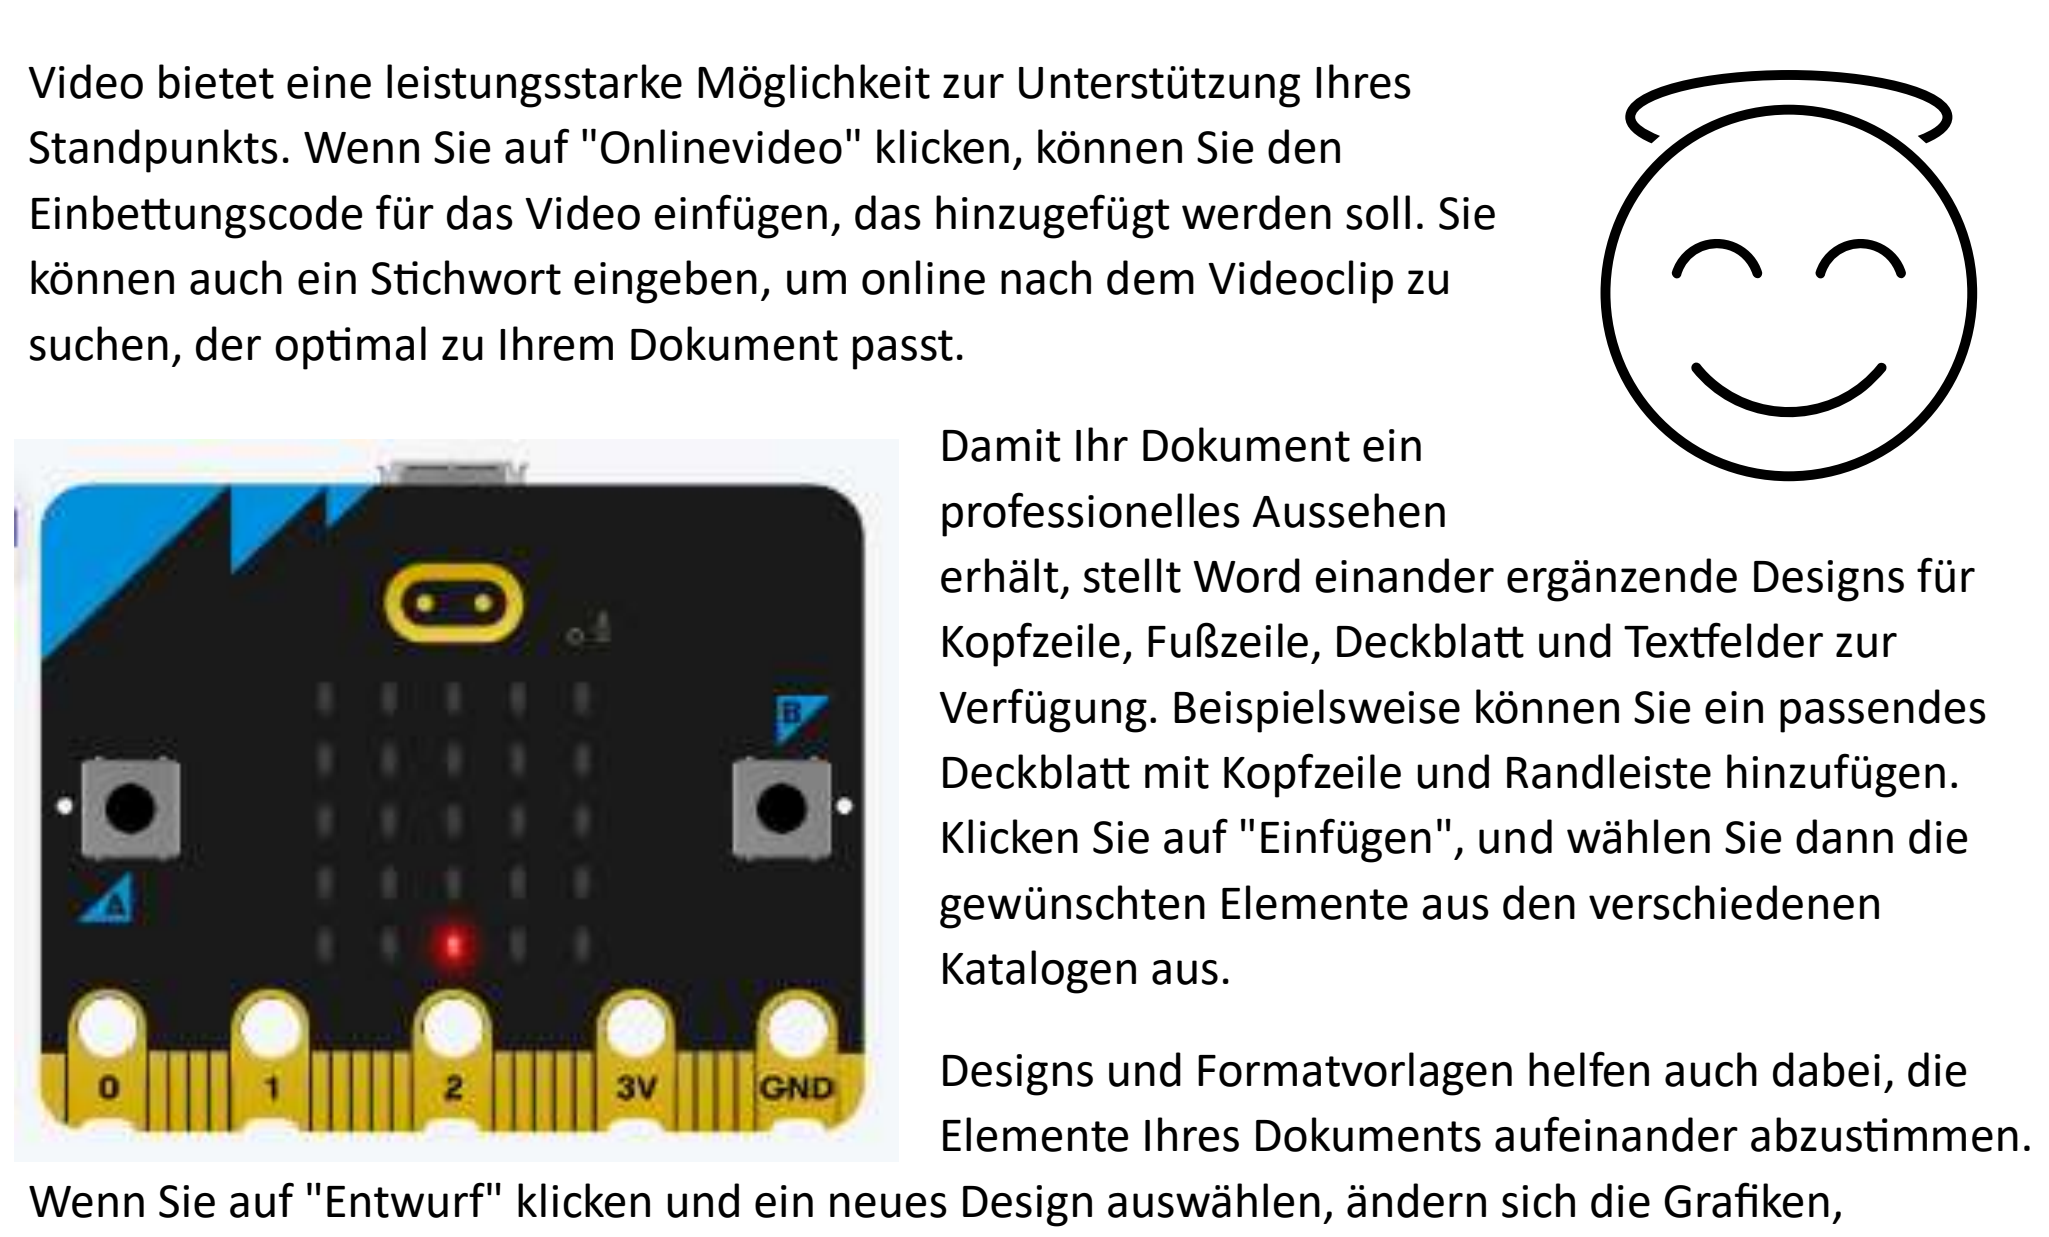 Video bietet eine leistungsstarke Möglichkeit zur Unterstützung Ihres
Standpunkts. Wenn Sie auf "Onlinevideo" klicken, können Sie den
Einbettungscode für das Video einfügen, das hinzugefügt werden soll. Sie
können auch ein Stichwort eingeben, um online nach dem Videoclip zu
suchen, der optimal zu Ihrem Dokument passt.
Damit Ihr Dokument ein
professionelles Aussehen
erhält, stellt Word einander ergänzende Designs für
Kopfzeile, Fußzeile, Deckblatt und Textfelder zur
Verfügung. Beispielsweise können Sie ein passendes
Deckblatt mit Kopfzeile und Randleiste hinzufügen.
Klicken Sie auf "Einfügen", und wählen Sie dann die
gewünschten Elemente aus den verschiedenen
Katalogen aus.
Designs und Formatvorlagen helfen auch dabei, die
Elemente Ihres Dokuments aufeinander abzustimmen.
Wenn Sie auf "Entwurf" klicken und ein neues Design auswählen, ändern sich die Grafiken,
B
A
0 1 2 3V GND